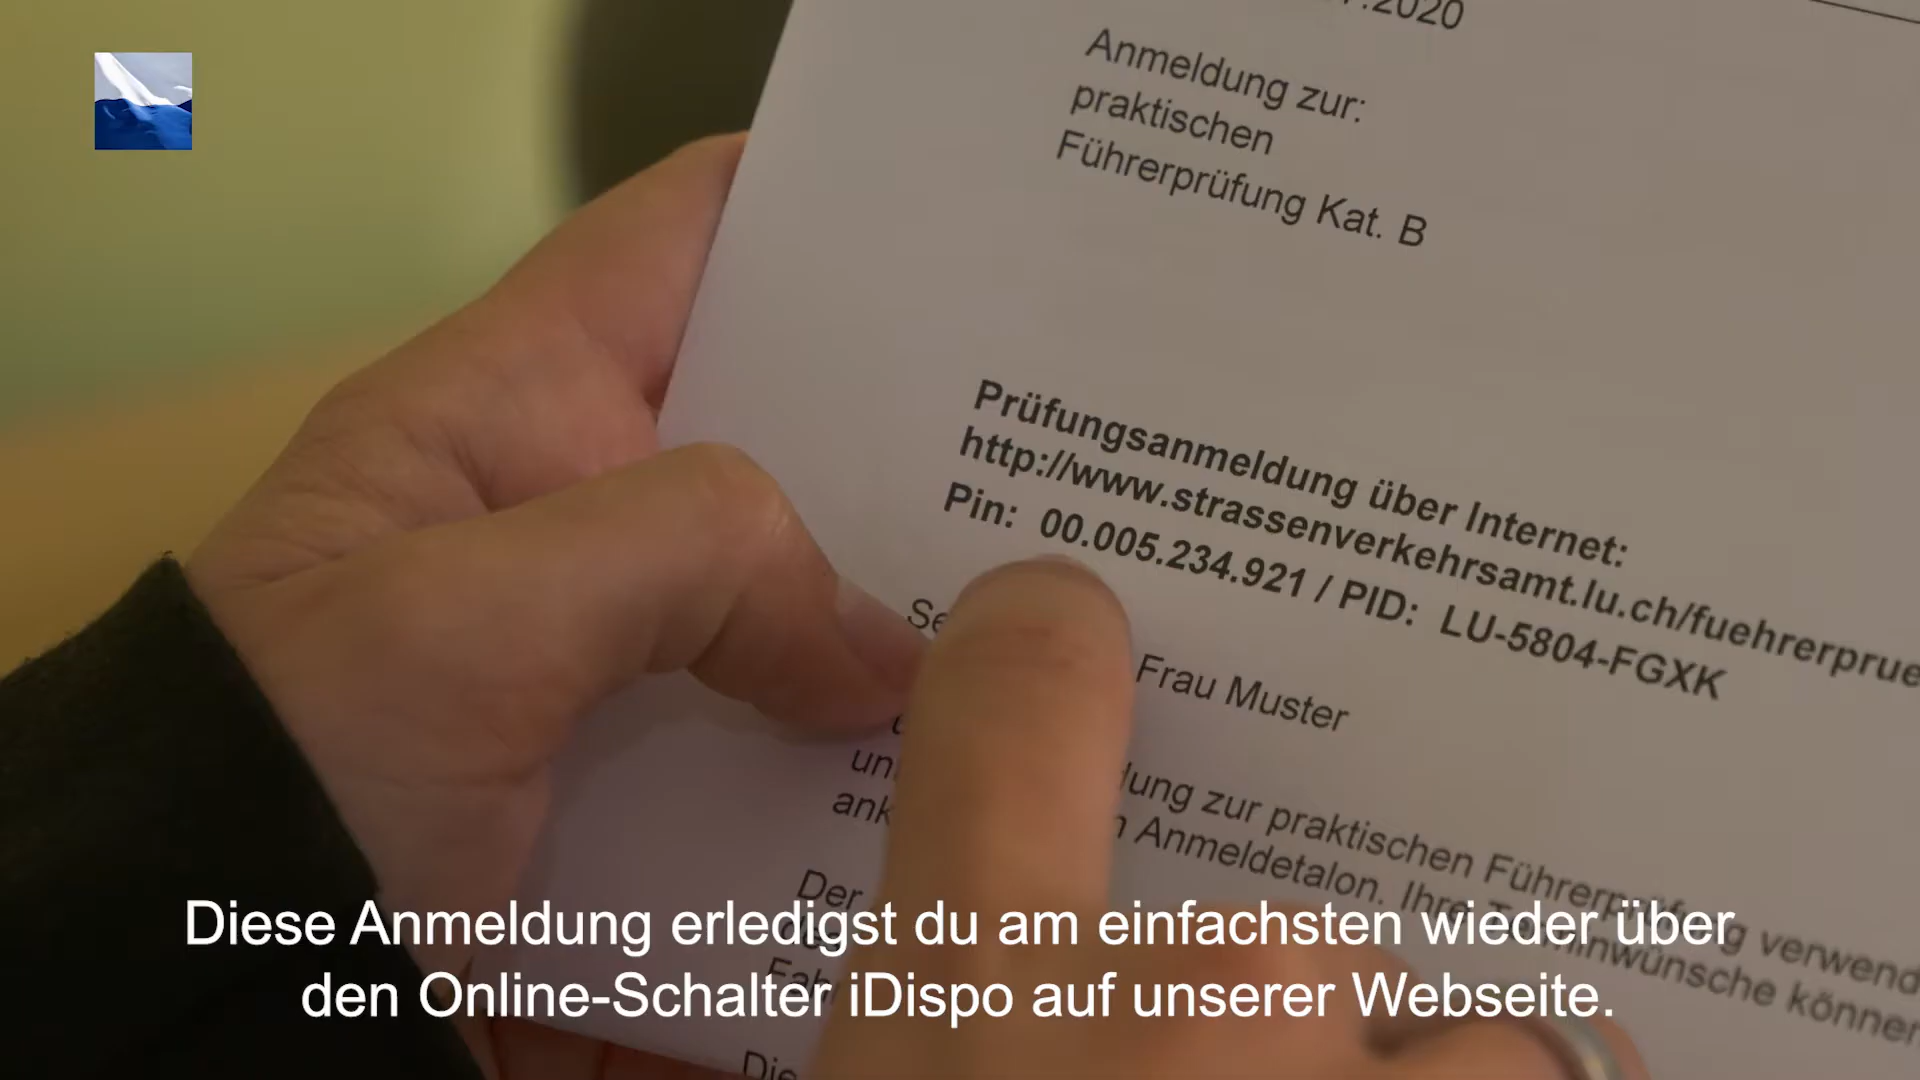 .2020
Anmeldung zur:
praktischen
Führerprüfung Kat. B
Prüfungsanmeldung über Internet:
http://www.strassenverkehrsamt.lu.ch/fuehrerprue
Pin: 00.005.234.921 / PID: LU-5804-FGXK
Frau Muster
zur praktischen Führerprüfung verwend
Anmeldetalon. Ihre Terminwünsche können
Der
Diese Anmeldung erledigst du am einfachsten wieder über
den Online-Schalter iDispo auf unserer Webseite.